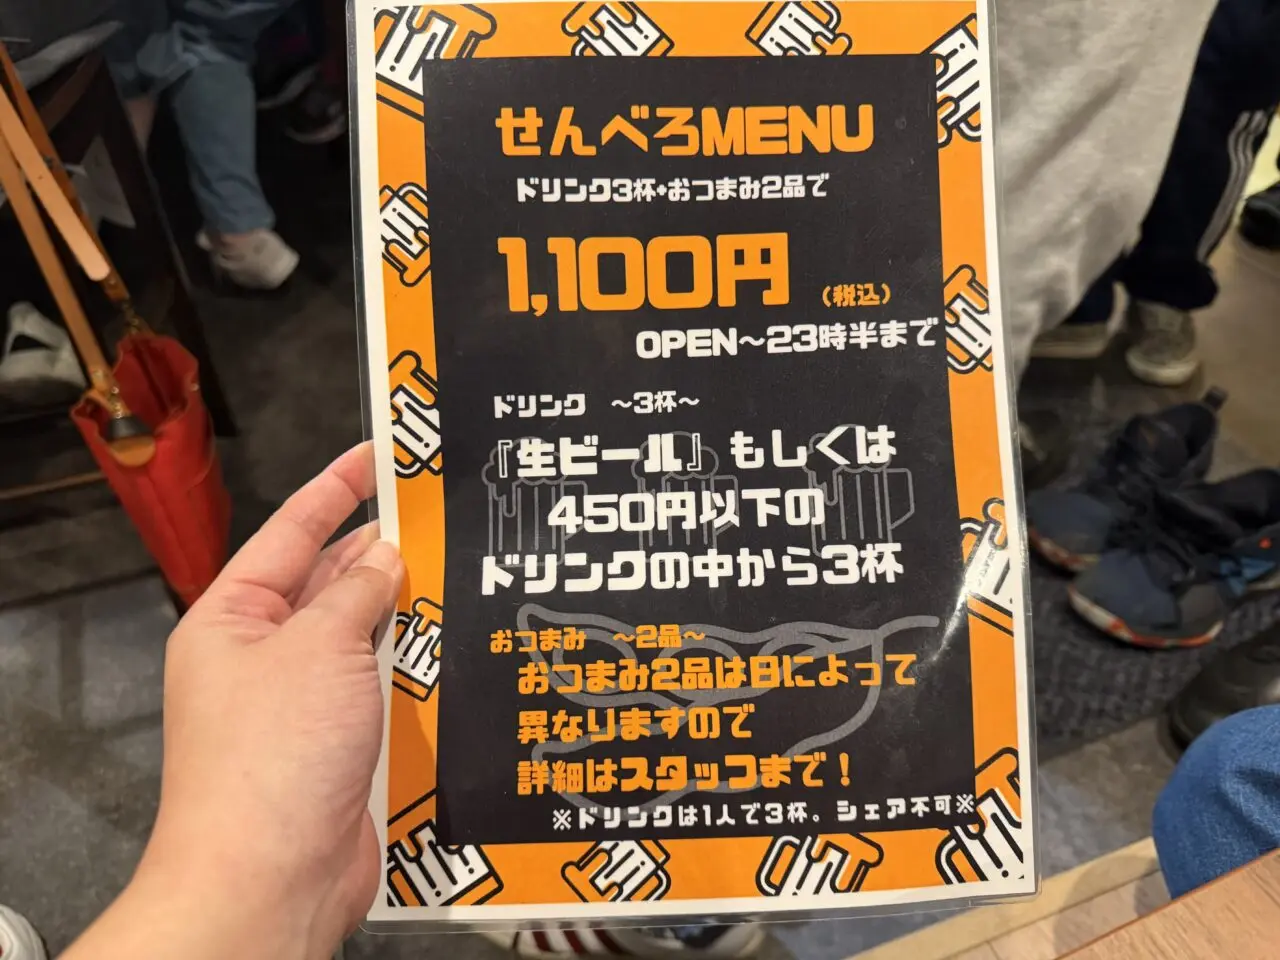 せんべろMENU
ドリンク3杯+おつまみ2品で
1,100円 (税込)
OPEN～23時半まで
ドリンク ～3杯～
『生ビール』もしくは
450円以下の
ドリンクの中から3杯
おつまみ ～2品～
おつまみ2品は日によって
異なりますので
詳細はスタッフまで！
※ドリンクは1人で3杯。シェア不可※